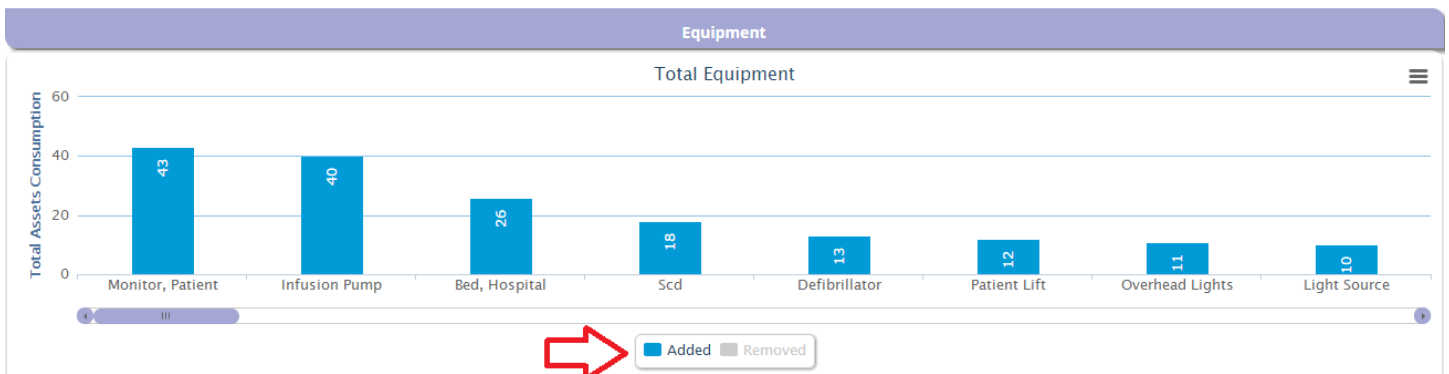 Equipment
Total Equipment
Total Assets Consumption
60
40
20
0
43
40
26
18
13
12
11
10
Monitor, Patient
Infusion Pump
Bed, Hospital
Scd
Defibrillator
Patient Lift
Overhead Lights
Light Source
Added Removed